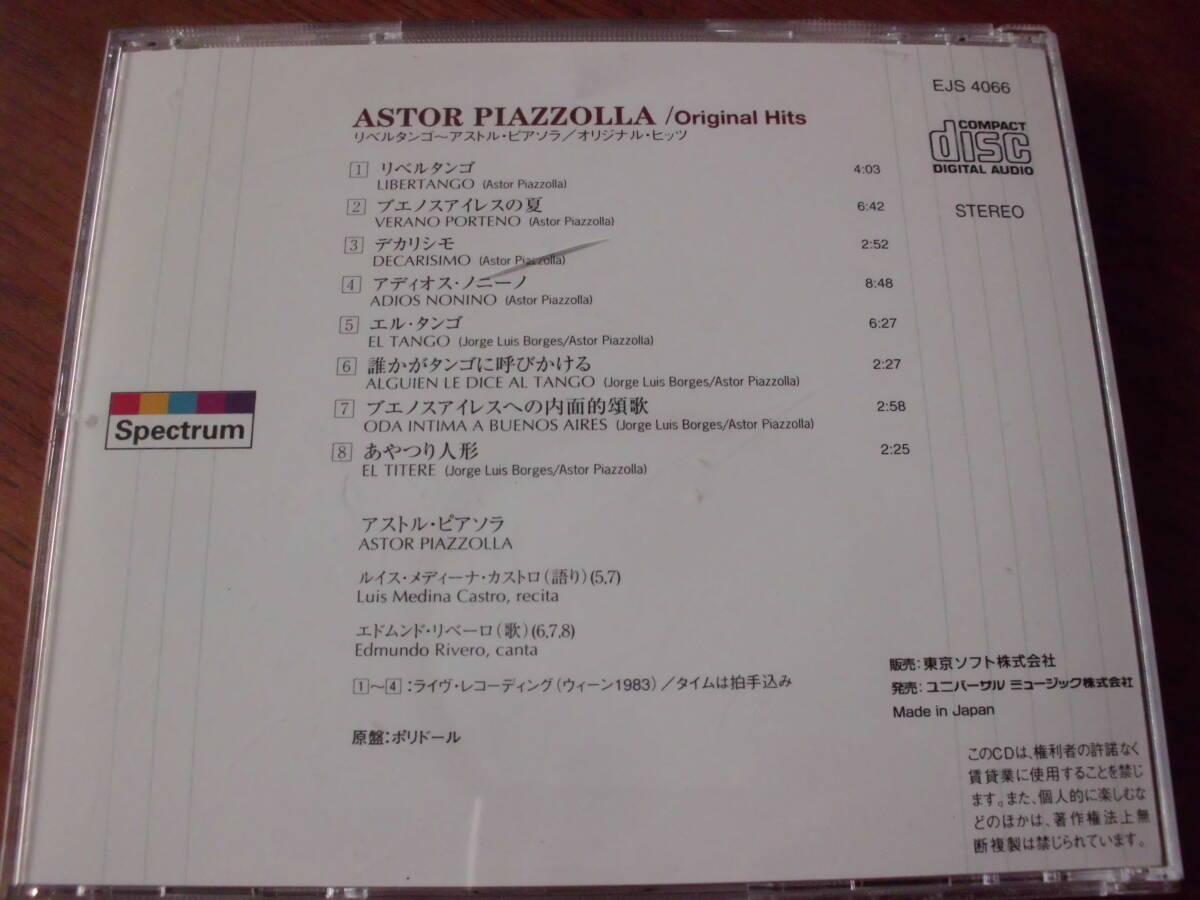 EJS 4066
COMPACT
disc
DIGITAL AUDIO
STEREO
ASTOR PIAZZOLLA /Original Hits
リベルタンゴ〜アストル・ピアソラ/オリジナル・ヒッツ
1 リベルタンゴ 4:03
LIBERTANGO (Astor Piazzolla)
2 ブエノスアイレスの夏 6:42
VERANO PORTENO (Astor Piazzolla)
3 デカリシモ 2:52
DECARISIMO (Astor Piazzolla)
4 アディオス・ノニーノ 8:48
ADIOS NONINO (Astor Piazzolla)
5 エル・タンゴ 6:27
EL TANGO (Jorge Luis Borges/Astor Piazzolla)
6 誰かがタンゴに呼びかける 2:27
ALGUIEN LE DICE AL TANGO (Jorge Luis Borges/Astor Piazzolla)
7 ブエノスアイレスへの内面的頌歌 2:58
ODA INTIMA A BUENOS AIRES (Jorge Luis Borges/Astor Piazzolla)
8 あやつり人形 2:25
EL TITERE (Jorge Luis Borges/Astor Piazzolla)
Spectrum
アストル・ピアソラ
ASTOR PIAZZOLLA
ルイス・メディーナ・カストロ(語り)(5,7)
Luis Medina Castro, recita
エドムンド・リベーロ(歌)(6,7,8)
Edmundo Rivero, canta
1〜4:ライヴ・レコーディング(ウィーン1983)/タイムは拍手込み
原盤:ポリドール
販売:東京ソフト株式会社
発売:ユニバーサル ミュージック株式会社
Made in Japan
このCDは、権利者の許諾なく
賃貸業に使用することを禁じ
ます。また、個人的に楽しむな
どのほかは、著作権法上無
断複製は禁じられています。